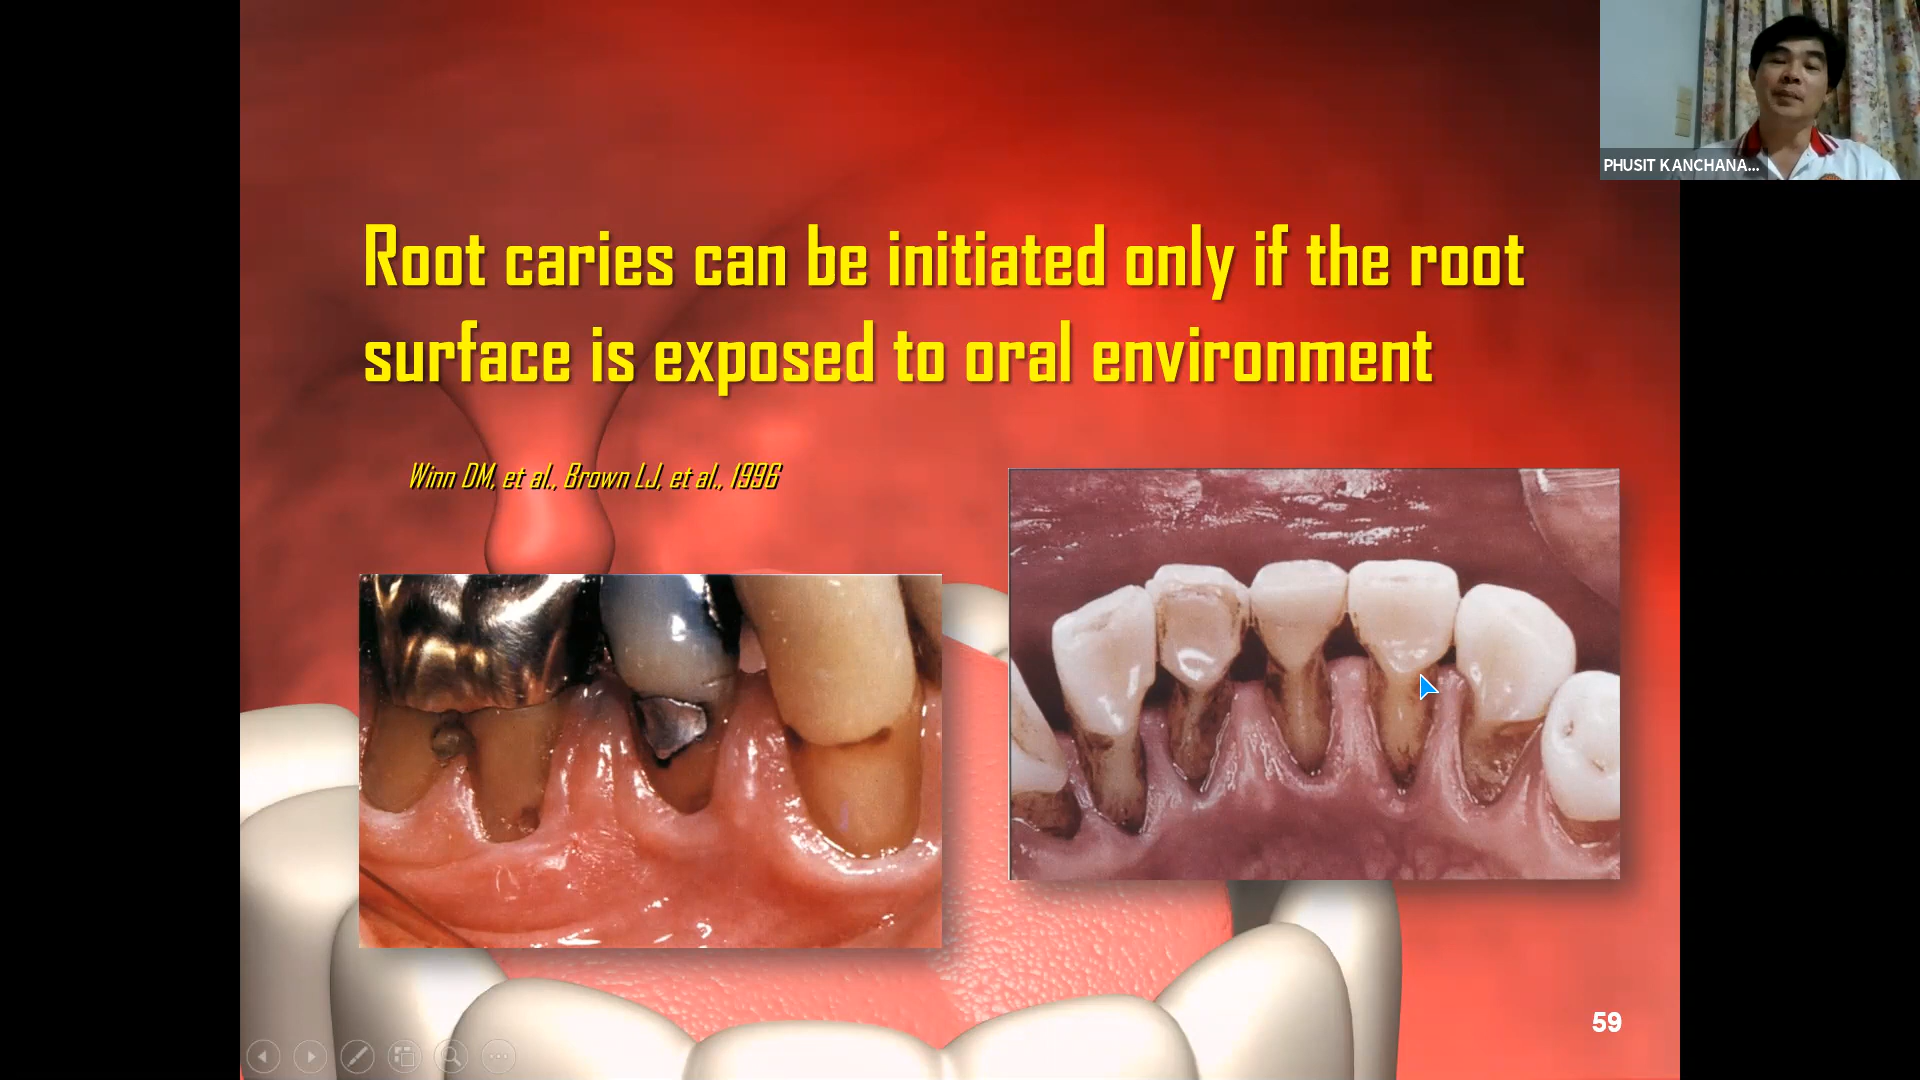 PHUSIT KANCHANA...
Root caries can be initiated only if the root
surface is exposed to oral environment
Winn DM, et al., Brown LJ, et al., 1996
59